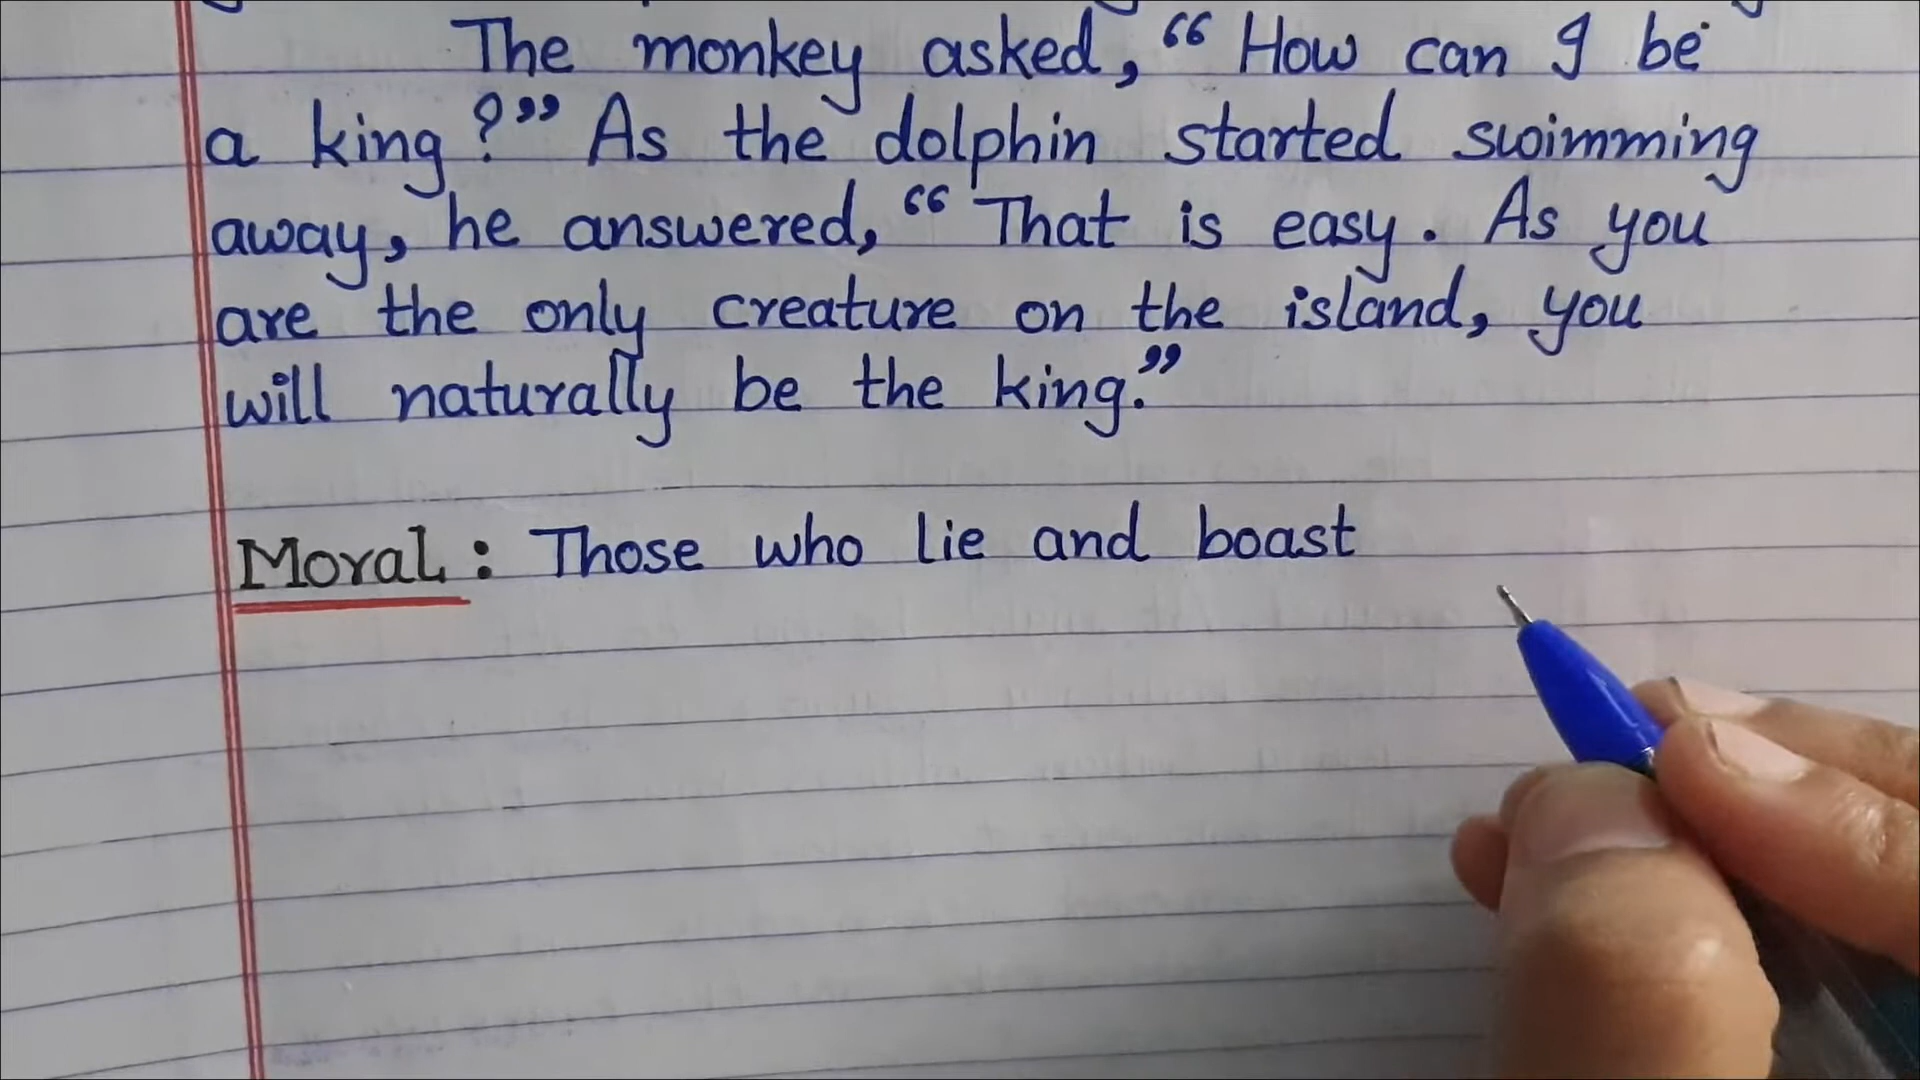 The monkey asked, “How can I be
a king?” As the dolphin started swimming
away, he answered, “That is easy. As you
are the only creature on the island, you
will naturally be the king.”
Moral: Those who lie and boast